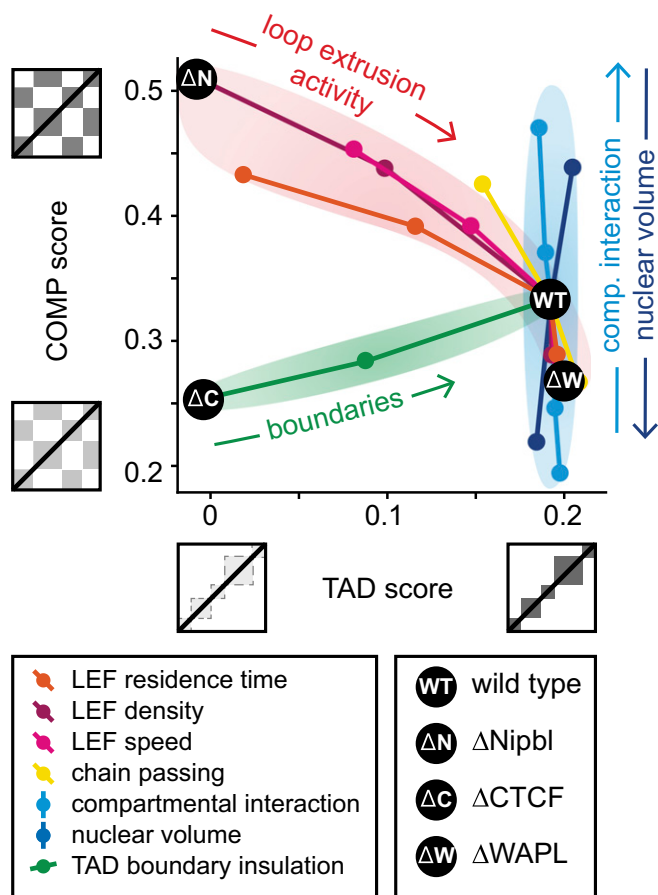 ΔN
loop extrusion
activity
0.5
0.4
0.3
0.2
COMP score
WT
ΔW
ΔC
boundaries
comp. interaction
nuclear volume
0
0.1
0.2
TAD score
LEF residence time
LEF density
LEF speed
chain passing
compartmental interaction
nuclear volume
TAD boundary insulation
WT wild type
ΔN ΔNipbl
ΔC ΔCTCF
ΔW ΔWAPL